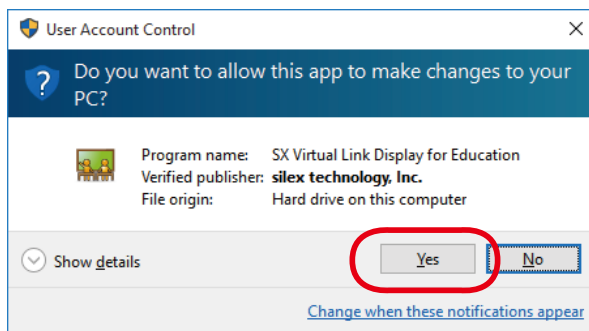 User Account Control
Do you want to allow this app to make changes to your
PC?
Program name: SX Virtual Link Display for Education
Verified publisher: silex technology, Inc.
File origin: Hard drive on this computer
Show details
Yes
No
Change when these notifications appear